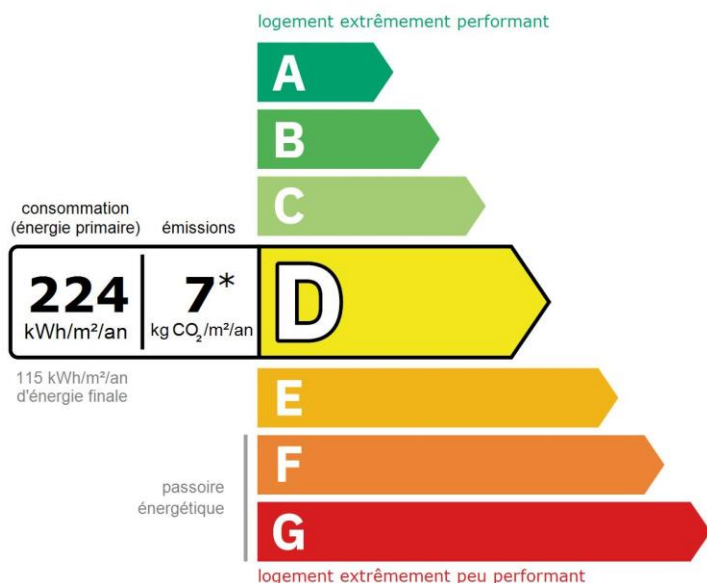 logement extrêmement performant
A
B
C
consommation
(énergie primaire)
émissions
224
kWh/m²/an
7*
kg CO₂/m²/an
D
115 kWh/m²/an
d'énergie finale
E
F
passoire
énergétique
G
logement extrêmement peu performant